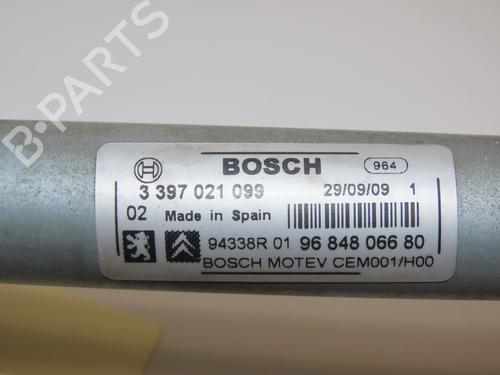 B-PARTS
BOSCH 964
3 397 021 099 29/09/09 1
02 Made in Spain
94338R 01 96 848 066 80
BOSCH MOTEV CEM001/H00